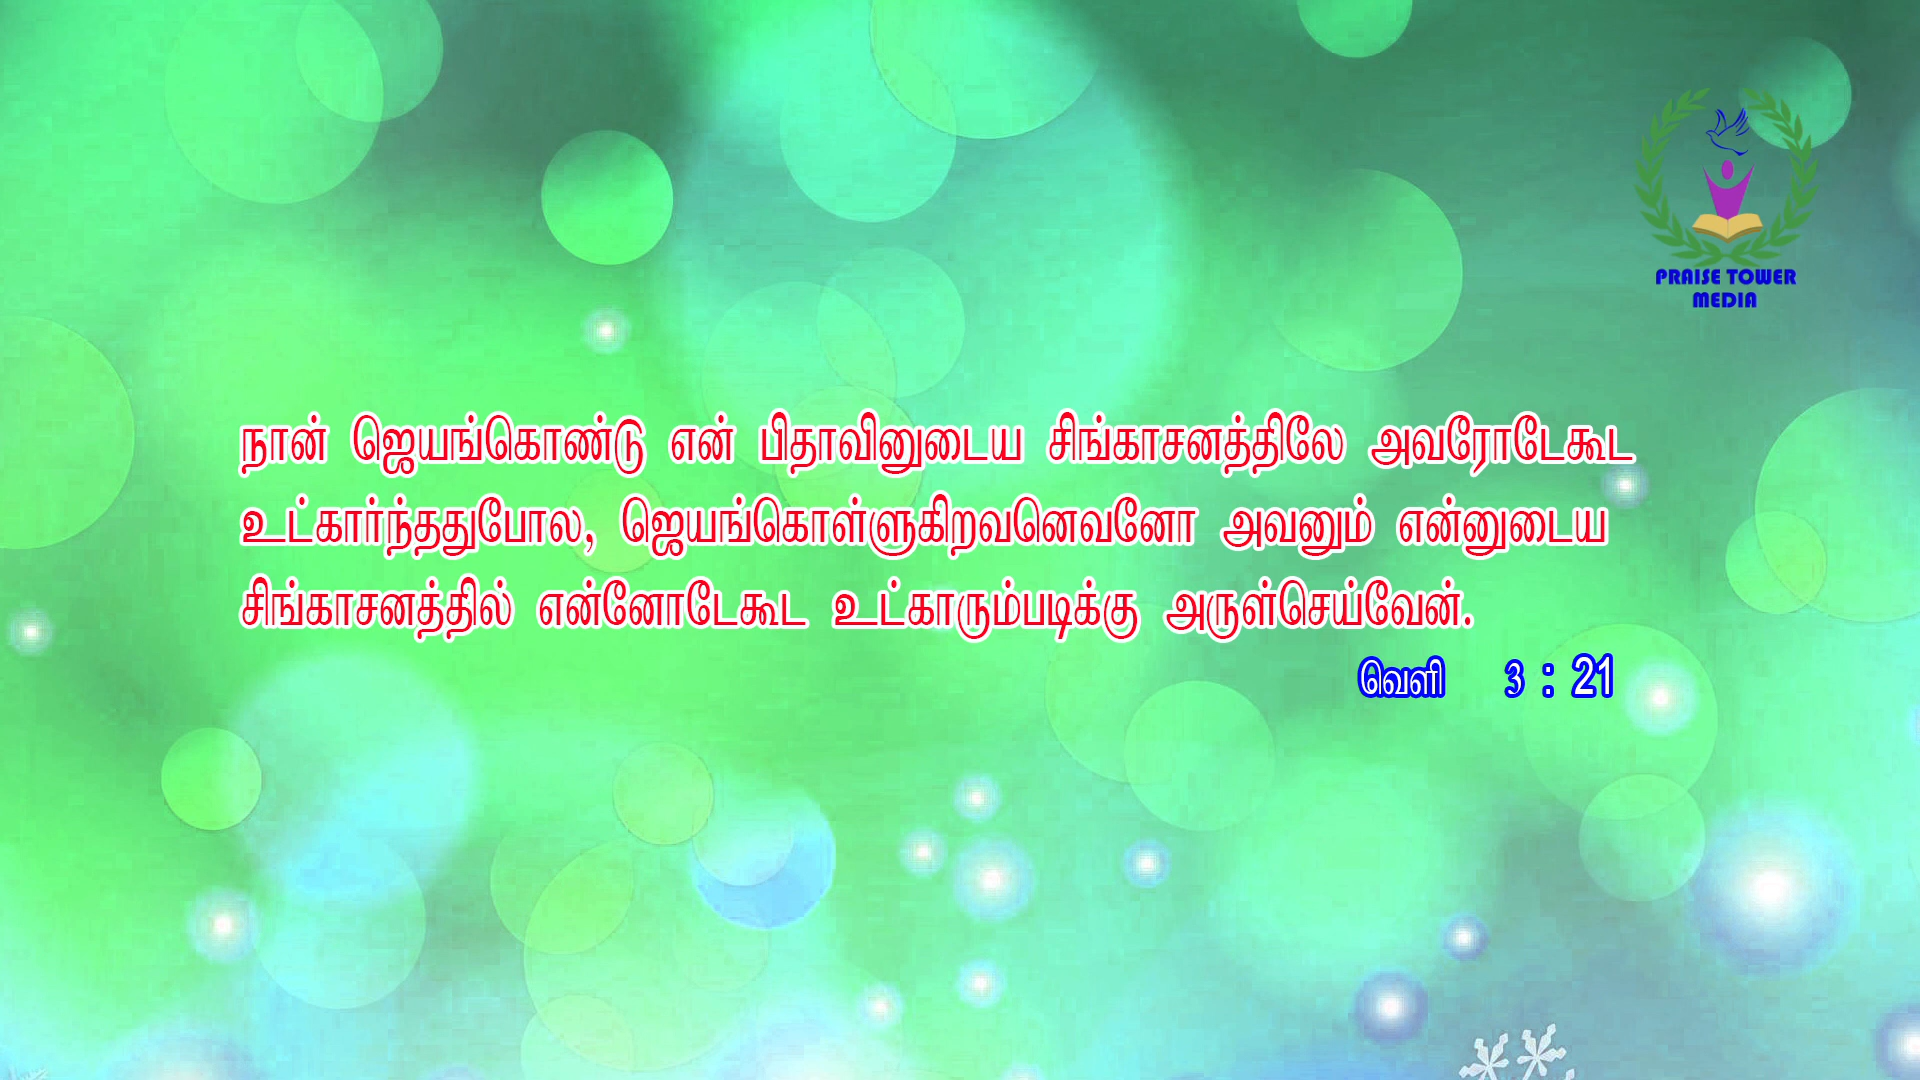 PRAISE TOWER
MEDIA
நான் ஜெயங்கொண்டு என் பிதாவினுடைய சிங்காசனத்திலே அவரோடேகூட
உட்கார்ந்ததுபோல, ஜெயங்கொள்ளுகிறவனெவனோ அவனும் என்னுடைய
சிங்காசனத்தில் என்னோடேகூட உட்காரும்படிக்கு அருள்செய்வேன்.
வெளி 3 : 21